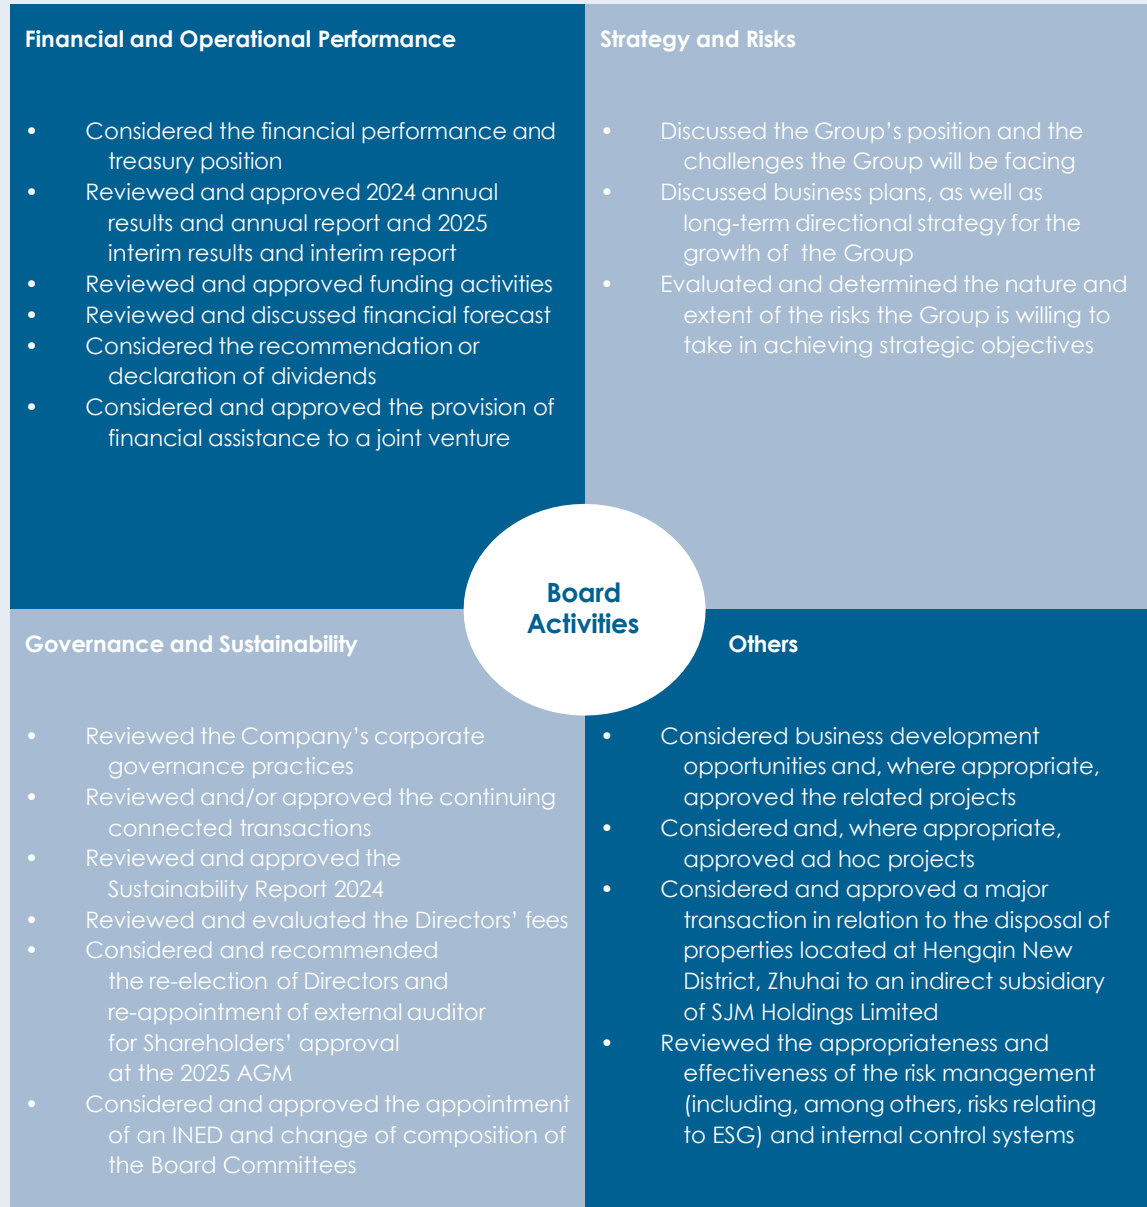 Financial and Operational Performance
• Considered the financial performance and
treasury position
• Reviewed and approved 2024 annual
results and annual report and 2025
interim results and interim report
• Reviewed and approved funding activities
• Reviewed and discussed financial forecast
• Considered the recommendation or
declaration of dividends
• Considered and approved the provision of
financial assistance to a joint venture
Strategy and Risks
• Discussed the Group’s position and the
challenges the Group will be facing
• Discussed business plans, as well as
long-term directional strategy for the
growth of the Group
• Evaluated and determined the nature and
extent of the risks the Group is willing to
take in achieving strategic objectives
Board
Activities
Governance and Sustainability
• Reviewed the Company’s corporate
governance practices
• Reviewed and/or approved the continuing
connected transactions
• Reviewed and approved the
Sustainability Report 2024
• Reviewed and evaluated the Directors’ fees
• Considered and recommended
the re-election of Directors and
re-appointment of external auditor
for Shareholders’ approval
at the 2025 AGM
• Considered and approved the appointment
of an INED and change of composition of
the Board Committees
Others
• Considered business development
opportunities and, where appropriate,
approved the related projects
• Considered and, where appropriate,
approved ad hoc projects
• Considered and approved a major
transaction in relation to the disposal of
properties located at Hengqin New
District, Zhuhai to an indirect subsidiary
of SJM Holdings Limited
• Reviewed the appropriateness and
effectiveness of the risk management
(including, among others, risks relating
to ESG) and internal control systems